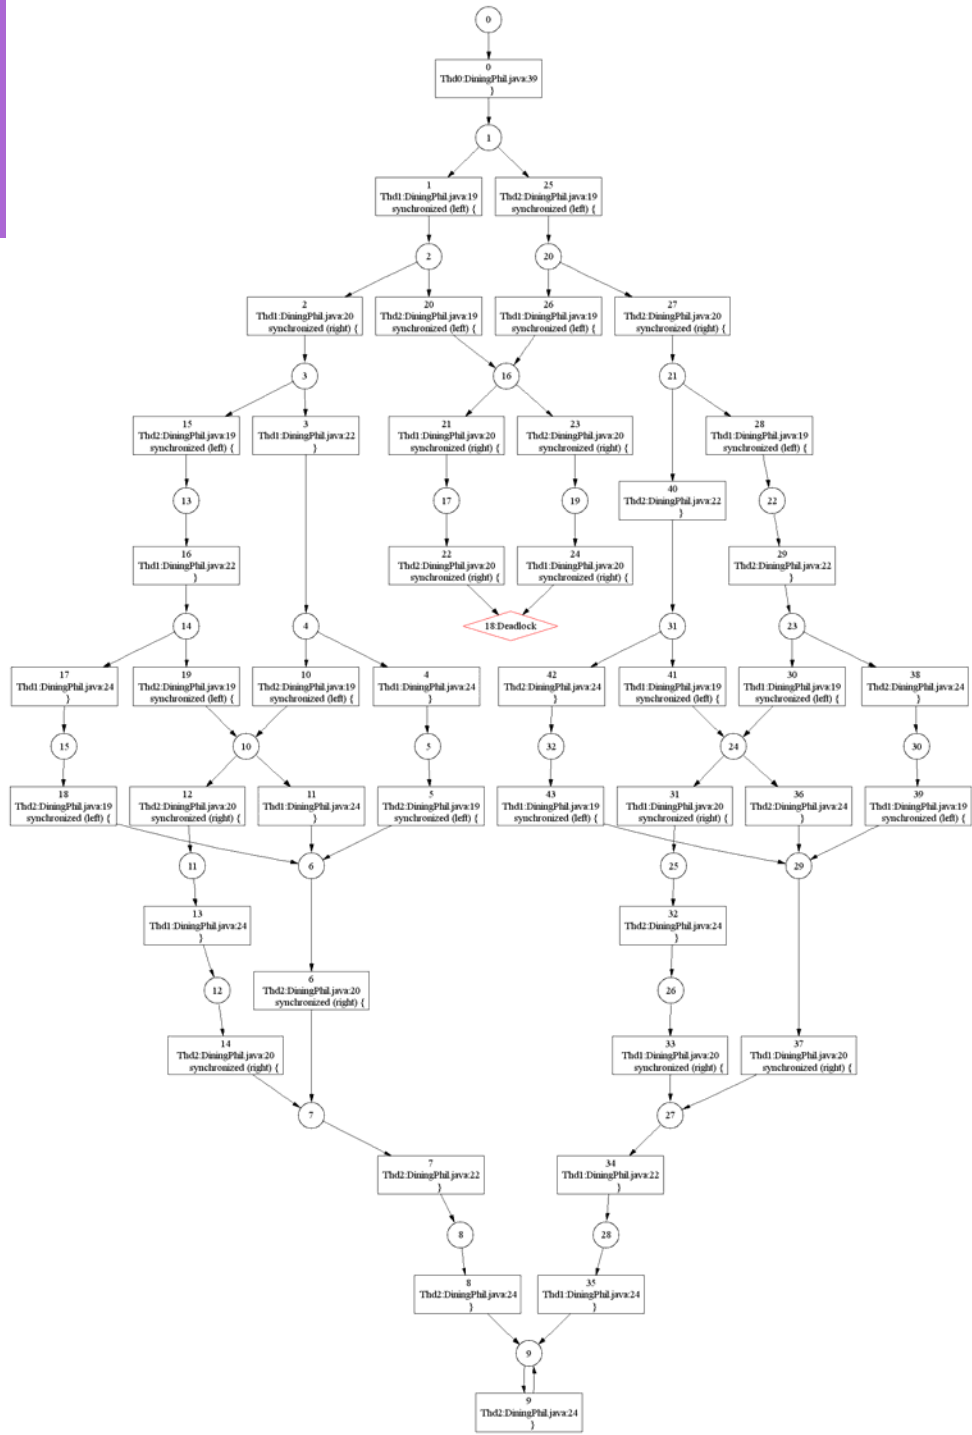 0
0
Thd0:DiningPhil.java:39
}
1
1
Thd1:DiningPhil.java:19
synchronized (left) {
25
Thd2:DiningPhil.java:19
synchronized (left) {
2
20
2
Thd1:DiningPhil.java:20
synchronized (right) {
20
Thd2:DiningPhil.java:19
synchronized (left) {
26
Thd1:DiningPhil.java:19
synchronized (left) {
27
Thd2:DiningPhil.java:20
synchronized (right) {
3
16
21
15
Thd2:DiningPhil.java:19
synchronized (left) {
3
Thd1:DiningPhil.java:22
}
21
Thd1:DiningPhil.java:20
synchronized (right) {
23
Thd2:DiningPhil.java:20
synchronized (right) {
28
Thd1:DiningPhil.java:19
synchronized (left) {
13
17
19
40
Thd2:DiningPhil.java:22
}
22
16
Thd1:DiningPhil.java:22
}
22
Thd2:DiningPhil.java:20
synchronized (right) {
24
Thd1:DiningPhil.java:20
synchronized (right) {
29
Thd2:DiningPhil.java:22
}
14
4
18:Deadlock
31
23
17
Thd1:DiningPhil.java:24
}
19
Thd2:DiningPhil.java:19
synchronized (left) {
10
Thd2:DiningPhil.java:19
synchronized (left) {
4
Thd1:DiningPhil.java:24
}
42
Thd2:DiningPhil.java:24
}
41
Thd1:DiningPhil.java:19
synchronized (left) {
30
Thd1:DiningPhil.java:19
synchronized (left) {
38
Thd2:DiningPhil.java:24
}
15
10
5
32
24
30
18
Thd2:DiningPhil.java:19
synchronized (left) {
12
Thd2:DiningPhil.java:20
synchronized (right) {
11
Thd1:DiningPhil.java:24
}
5
Thd2:DiningPhil.java:19
synchronized (left) {
43
Thd1:DiningPhil.java:19
synchronized (left) {
31
Thd1:DiningPhil.java:20
synchronized (right) {
36
Thd2:DiningPhil.java:24
}
39
Thd1:DiningPhil.java:19
synchronized (left) {
11
6
25
29
13
Thd1:DiningPhil.java:24
}
32
Thd2:DiningPhil.java:24
}
12
6
Thd2:DiningPhil.java:20
synchronized (right) {
26
14
Thd2:DiningPhil.java:20
synchronized (right) {
33
Thd1:DiningPhil.java:20
synchronized (right) {
37
Thd1:DiningPhil.java:20
synchronized (right) {
7
27
7
Thd2:DiningPhil.java:22
}
34
Thd1:DiningPhil.java:22
}
8
28
8
Thd2:DiningPhil.java:24
}
35
Thd1:DiningPhil.java:24
}
9
9
Thd2:DiningPhil.java:24
}